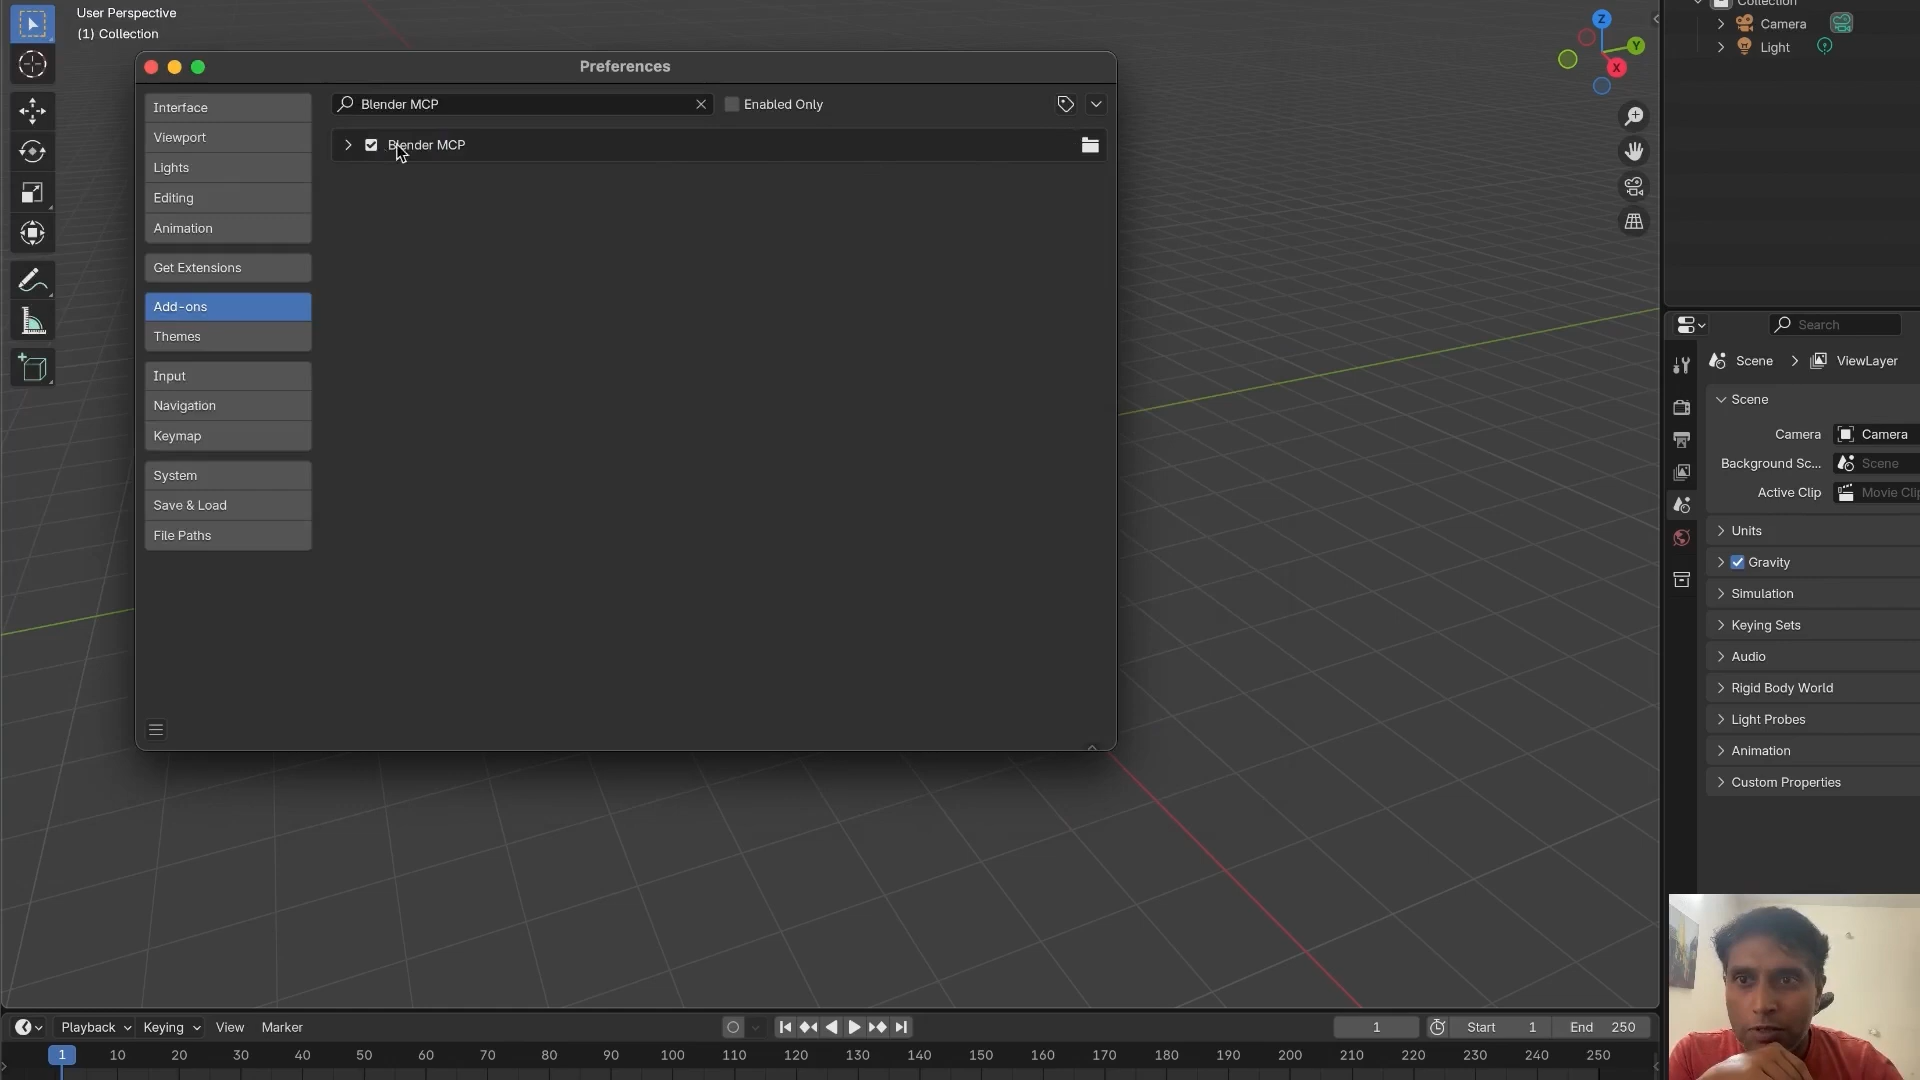 User Perspective
(1) Collection
Preferences
Interface
Viewport
Lights
Editing
Animation
Get Extensions
Add-ons
Themes
Input
Navigation
Keymap
System
Save & Load
File Paths
Blender MCP
Enabled Only
Blender MCP
Z
Y
X
Collection
Camera
Light
Search
Scene
ViewLayer
Scene
Camera
Camera
Background Sc...
Scene
Active Clip
Movie Cli
Units
Gravity
Simulation
Keying Sets
Audio
Rigid Body World
Light Probes
Animation
Custom Properties
Playback
Keying
View
Marker
1
Start 1
End 250
1 10 20 30 40 50 60 70 80 90 100 110 120 130 140 150 160 170 180 190 200 210 220 230 240 250